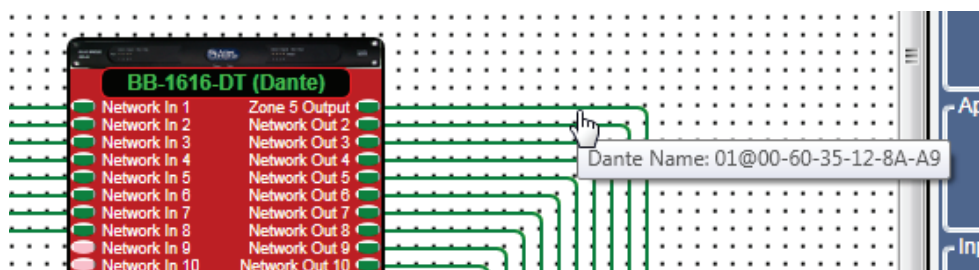 BB-1616-DT (Dante)
Network In 1 Zone 5 Output
Network In 2 Network Out 2
Network In 3 Network Out 3
Network In 4 Network Out 4
Network In 5 Network Out 5
Network In 6 Network Out 6
Network In 7 Network Out 7
Network In 8 Network Out 8
Network In 9 Network Out 9
Network In 10 Network Out 10
Dante Name: 01@00-60-35-12-8A-A9
Ap
Inp